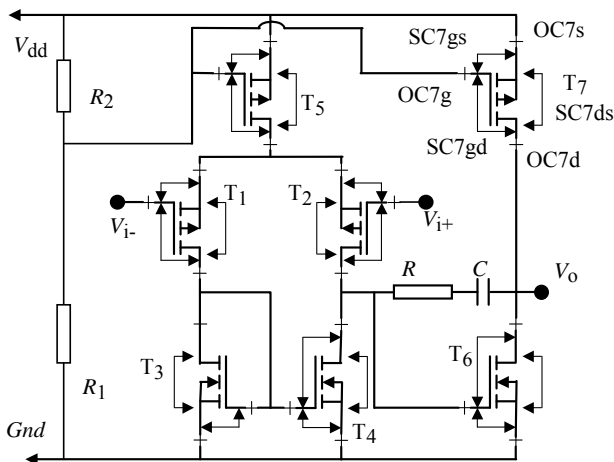 SC7gs
OC7s
Vdd
R2
T5
OC7g
T7
SC7ds
SC7gd
OC7d
T1
T2
Vi-
Vi+
R
C
Vo
T3
T6
R1
T4
Gnd